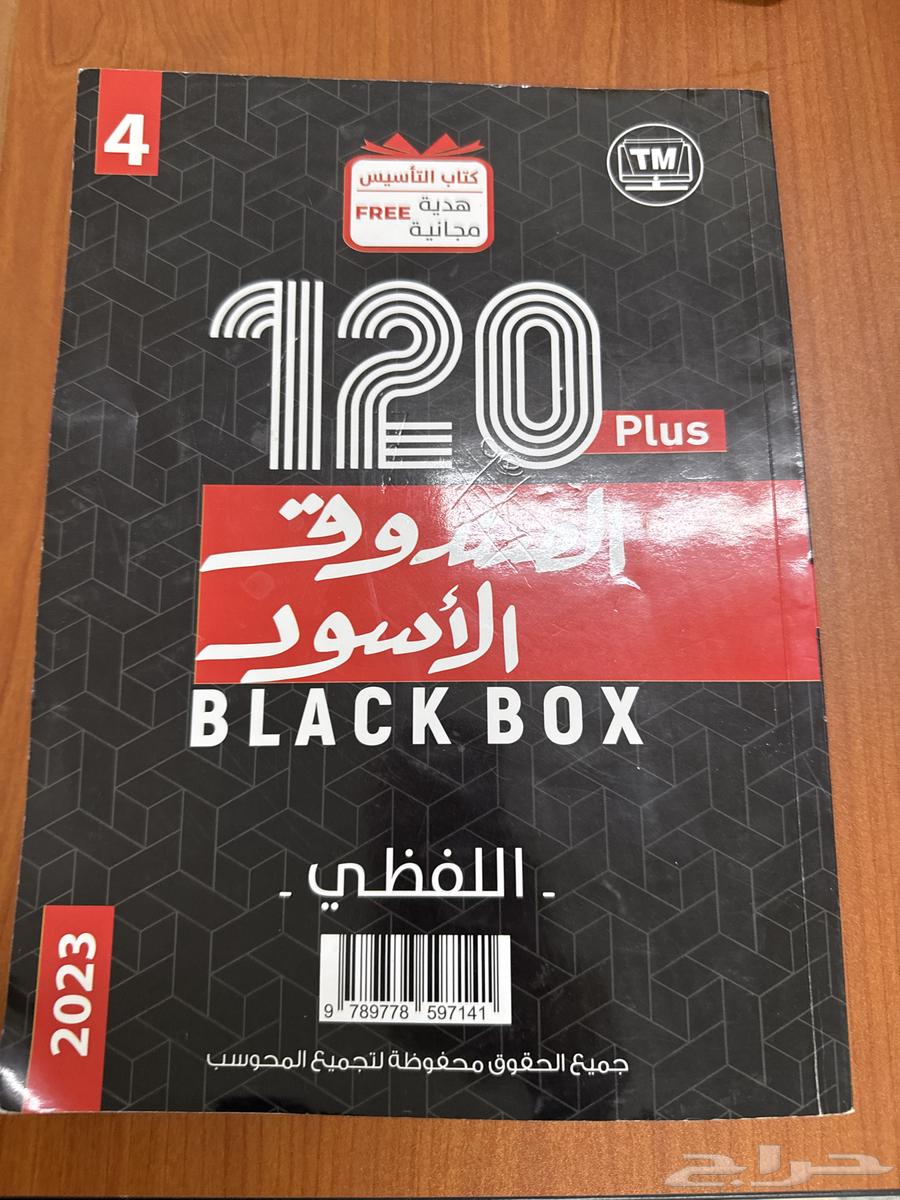 4
TM
كتاب التأسيس
هدية FREE
مجانية
120
Plus
الصندوق
الأسود
BLACK BOX
- اللفظي -
9 789778 597141
2023
جميع الحقوق محفوظة لتجميع المحوسب
حراج